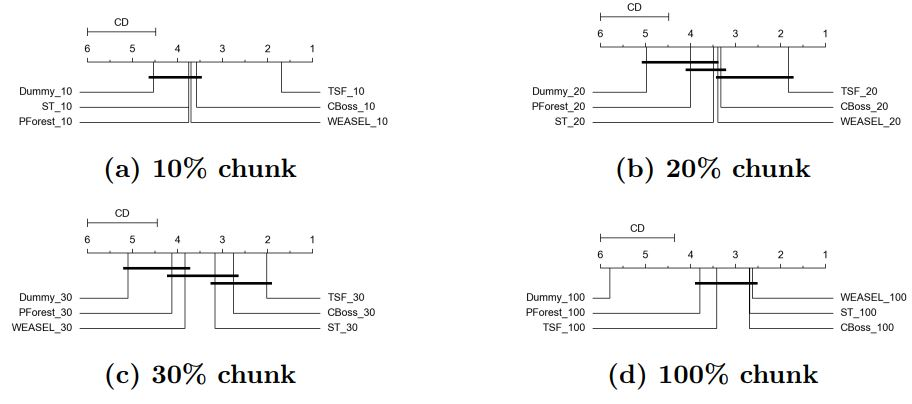 CD
6 5 4 3 2 1
Dummy_10 TSF_10
ST_10 CBoss_10
PForest_10 WEASEL_10
(a) 10% chunk
CD
6 5 4 3 2 1
Dummy_20 TSF_20
PForest_20 CBoss_20
ST_20 WEASEL_20
(b) 20% chunk
CD
6 5 4 3 2 1
Dummy_30 TSF_30
PForest_30 CBoss_30
WEASEL_30 ST_30
(c) 30% chunk
CD
6 5 4 3 2 1
Dummy_100 WEASEL_100
PForest_100 ST_100
TSF_100 CBoss_100
(d) 100% chunk